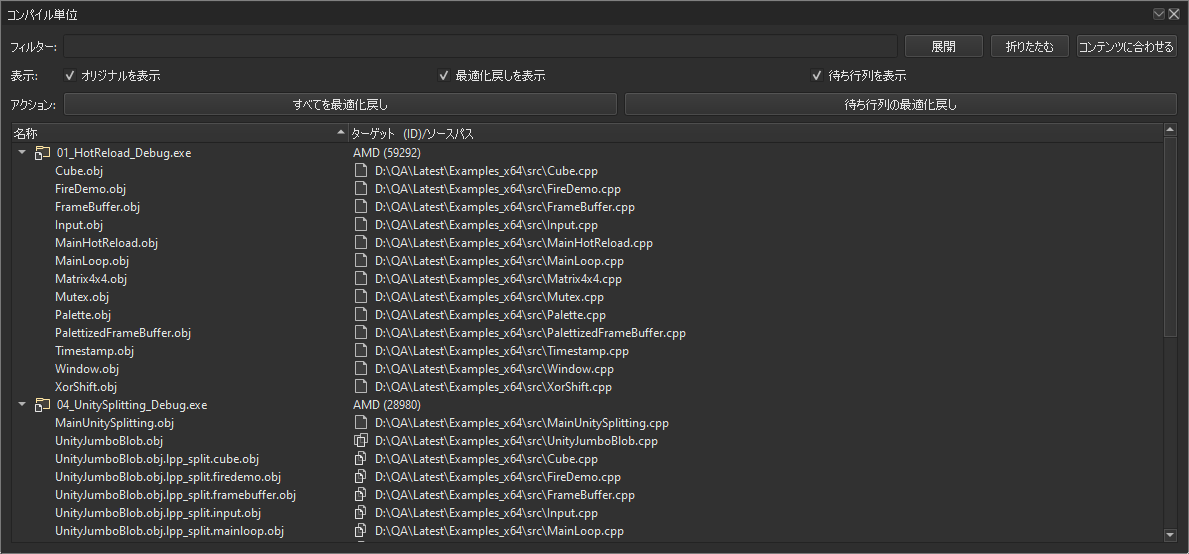 コンパイル単位
フィルター: 展開 折りたたむ コンテンツに合わせる
表示: オリジナルを表示 最適化戻しを表示 待ち行列を表示
アクション: すべてを最適化戻し 待ち行列の最適化戻し
名称 ターゲット (ID)/ソースパス
01_HotReload_Debug.exe AMD (59292)
Cube.obj D:\QA\Latest\Examples_x64\src\Cube.cpp
FireDemo.obj D:\QA\Latest\Examples_x64\src\FireDemo.cpp
FrameBuffer.obj D:\QA\Latest\Examples_x64\src\FrameBuffer.cpp
Input.obj D:\QA\Latest\Examples_x64\src\Input.cpp
MainHotReload.obj D:\QA\Latest\Examples_x64\src\MainHotReload.cpp
MainLoop.obj D:\QA\Latest\Examples_x64\src\MainLoop.cpp
Matrix4x4.obj D:\QA\Latest\Examples_x64\src\Matrix4x4.cpp
Mutex.obj D:\QA\Latest\Examples_x64\src\Mutex.cpp
Palette.obj D:\QA\Latest\Examples_x64\src\Palette.cpp
PalettizedFrameBuffer.obj D:\QA\Latest\Examples_x64\src\PalettizedFrameBuffer.cpp
Timestamp.obj D:\QA\Latest\Examples_x64\src\Timestamp.cpp
Window.obj D:\QA\Latest\Examples_x64\src\Window.cpp
XorShift.obj D:\QA\Latest\Examples_x64\src\XorShift.cpp
04_UnitySplitting_Debug.exe AMD (28980)
MainUnitySplitting.obj D:\QA\Latest\Examples_x64\src\MainUnitySplitting.cpp
UnityJumboBlob.obj D:\QA\Latest\Examples_x64\src\UnityJumboBlob.cpp
UnityJumboBlob.obj.lpp_split.cube.obj D:\QA\Latest\Examples_x64\src\Cube.cpp
UnityJumboBlob.obj.lpp_split.firedemo.obj D:\QA\Latest\Examples_x64\src\FireDemo.cpp
UnityJumboBlob.obj.lpp_split.framebuffer.obj D:\QA\Latest\Examples_x64\src\FrameBuffer.cpp
UnityJumboBlob.obj.lpp_split.input.obj D:\QA\Latest\Examples_x64\src\Input.cpp
UnityJumboBlob.obj.lpp_split.mainloop.obj D:\QA\Latest\Examples_x64\src\MainLoop.cpp